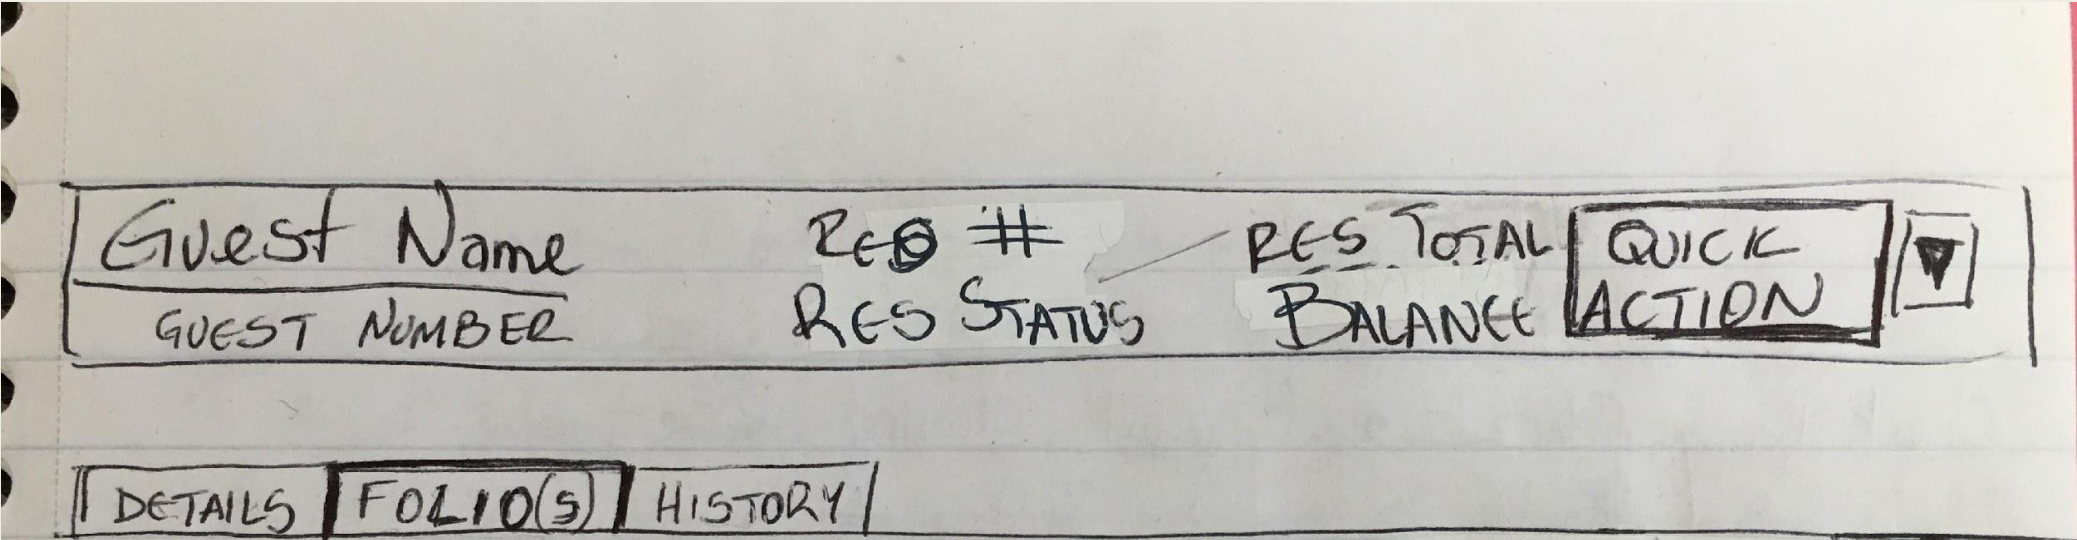 Guest Name
RES #
RES TOTAL
QUICK
ACTION
GUEST NUMBER
RES STATUS
BALANCE
DETAILS
FOLIO(S)
HISTORY